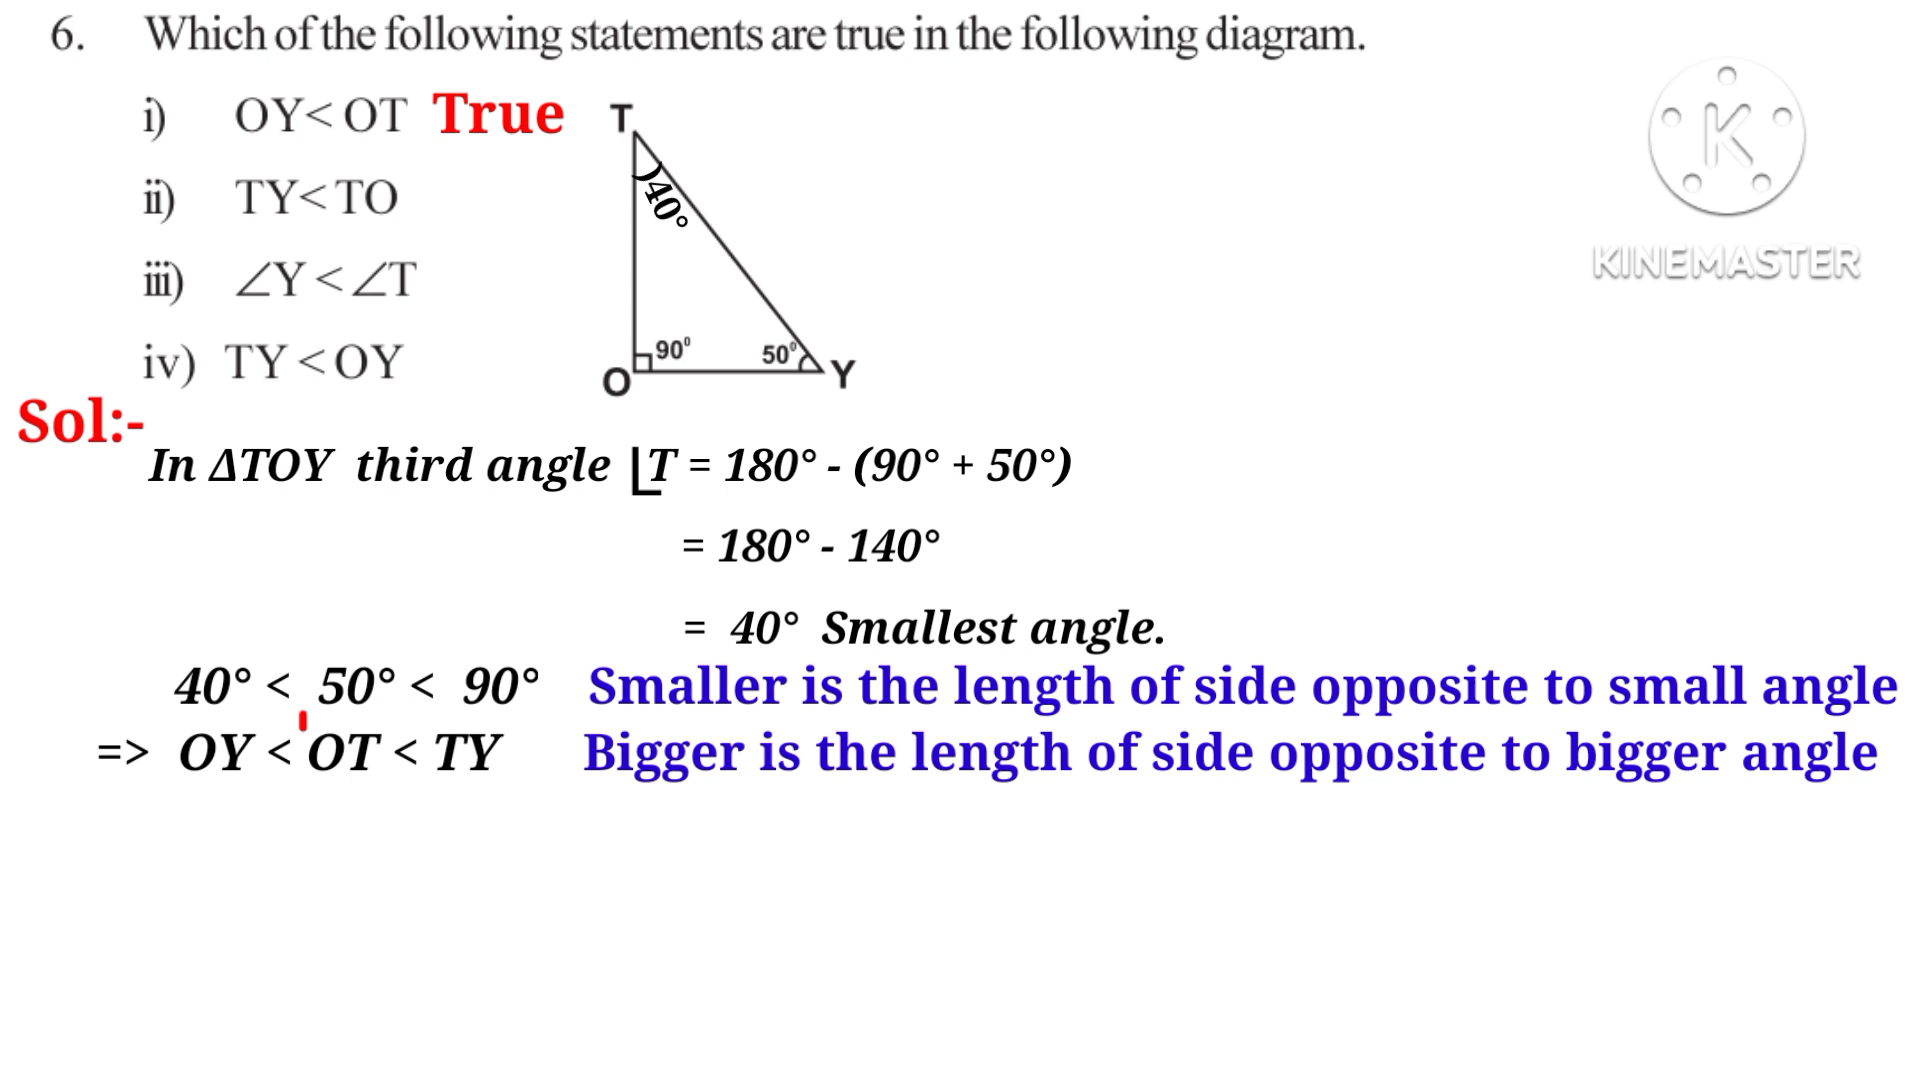 6. Which of the following statements are true in the following diagram.
i) OY< OT True
ii) TY< TO
iii) ∠Y < ∠T
iv) TY < OY
T
)40°
90⁰
50⁰
O
Y
K
KINEMASTER
Sol:-
In ΔTOY third angle ⌊T = 180° - (90° + 50°)
= 180° - 140°
= 40° Smallest angle.
40° < 50° < 90° Smaller is the length of side opposite to small angle
=> OY < OT < TY Bigger is the length of side opposite to bigger angle